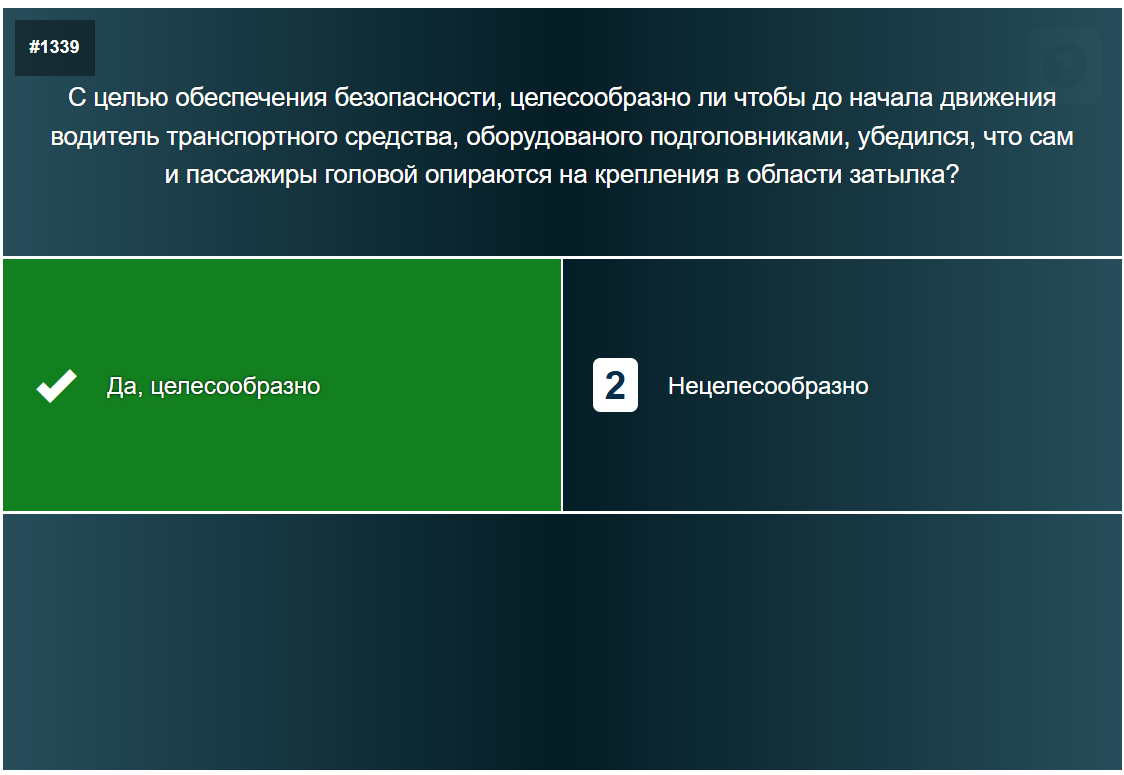 #1339
С целью обеспечения безопасности, целесообразно ли чтобы до начала движения
водитель транспортного средства, оборудованого подголовниками, убедился, что сам
и пассажиры головой опираются на крепления в области затылка?
Да, целесообразно
2
Нецелесообразно